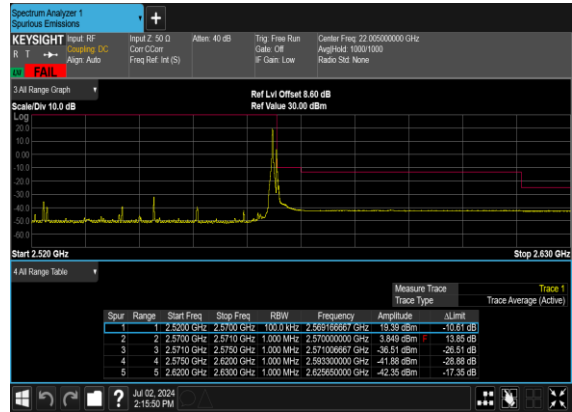 Spectrum Analyzer 1
Spurious Emissions
KEYSIGHT Input: RF Input Z: 50 Ω Atten: 40 dB Trig: Free Run Center Freq: 22.005000000 GHz
R T Coupling: DC Corr CCorr Gate: Off Avg|Hold: 1000/1000
Align: Auto Freq Ref: Int (S) IF Gain: Low Radio Std: None
FAIL
3 All Range Graph Ref Lvl Offset 8.60 dB
Scale/Div 10.0 dB Ref Value 30.00 dBm
Log
20.0
10.0
0.00
-10.0
-20.0
-30.0
-40.0
-50.0
-60.0
Start 2.520 GHz Stop 2.630 GHz
4 All Range Table
Measure Trace Trace 1
Trace Type Trace Average (Active)
Spur Range Start Freq Stop Freq RBW Frequency Amplitude ΔLimit
1 1 2.5200 GHz 2.5700 GHz 100.0 kHz 2.569166667 GHz 19.39 dBm -10.61 dB
2 2 2.5700 GHz 2.5710 GHz 1.000 MHz 2.570000000 GHz 3.849 dBm F 13.85 dB
3 3 2.5710 GHz 2.5750 GHz 1.000 MHz 2.571006667 GHz -36.51 dBm -26.51 dB
4 4 2.5750 GHz 2.6200 GHz 1.000 MHz 2.593300000 GHz -41.88 dBm -28.88 dB
5 5 2.6200 GHz 2.6300 GHz 1.000 MHz 2.625650000 GHz -42.35 dBm -17.35 dB
Jul 02, 2024
2:15:50 PM